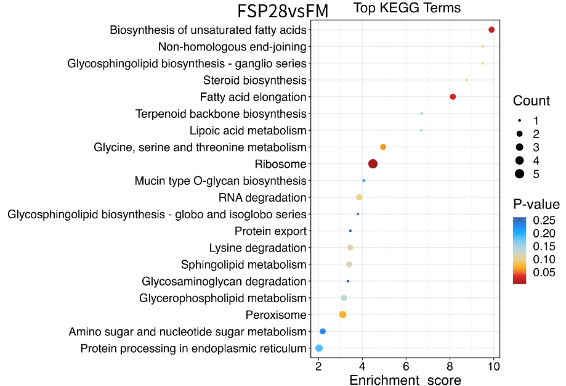 FSP28vsFM Top KEGG Terms
Biosynthesis of unsaturated fatty acids
Non-homologous end-joining
Glycosphingolipid biosynthesis - ganglio series
Steroid biosynthesis
Fatty acid elongation
Terpenoid backbone biosynthesis
Lipoic acid metabolism
Glycine, serine and threonine metabolism
Ribosome
Mucin type O-glycan biosynthesis
RNA degradation
Glycosphingolipid biosynthesis - globo and isoglobo series
Protein export
Lysine degradation
Sphingolipid metabolism
Glycosaminoglycan degradation
Glycerophospholipid metabolism
Peroxisome
Amino sugar and nucleotide sugar metabolism
Protein processing in endoplasmic reticulum
2 4 6 8 10
Enrichment score
Count
1
2
3
4
5
P-value
0.25
0.20
0.15
0.10
0.05